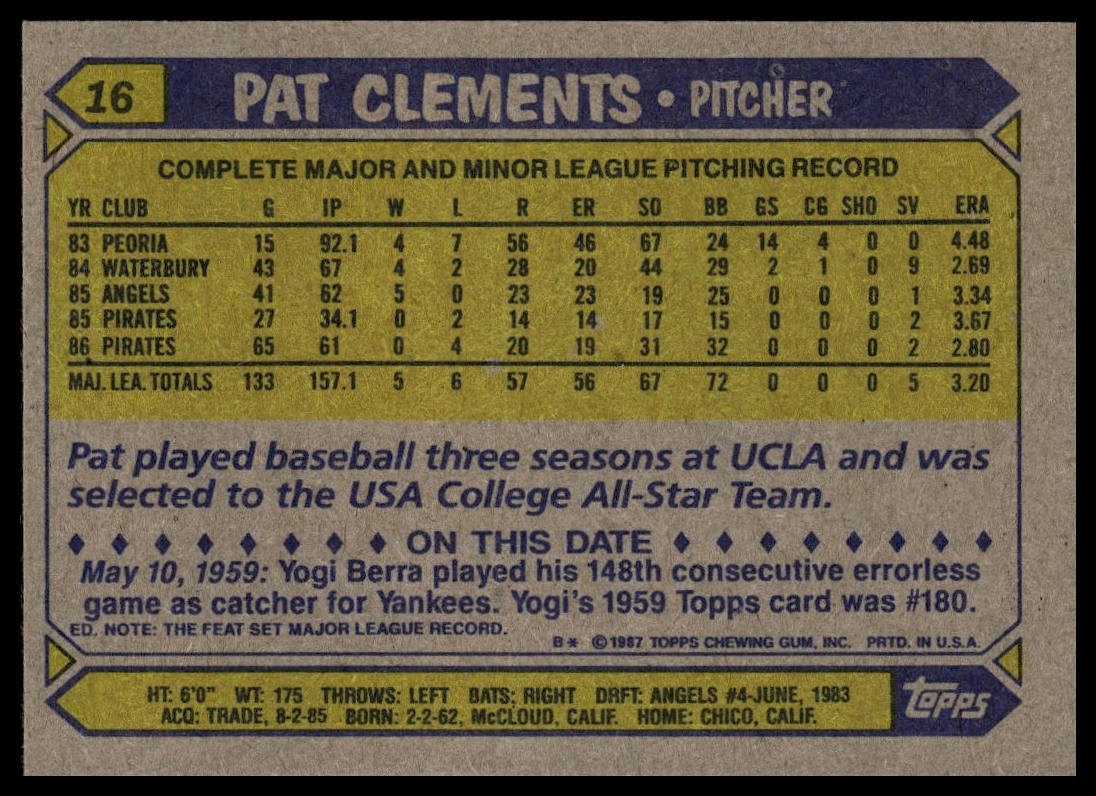 16 PAT CLEMENTS • PITCHER
COMPLETE MAJOR AND MINOR LEAGUE PITCHING RECORD
YR CLUB G IP W L R ER SO BB GS CG SHO SV ERA
83 PEORIA 15 92.1 4 7 56 46 67 24 14 4 0 0 4.48
84 WATERBURY 43 67 4 2 28 20 44 29 2 1 0 9 2.69
85 ANGELS 41 62 5 0 23 23 19 25 0 0 0 1 3.34
85 PIRATES 27 34.1 0 2 14 14 17 15 0 0 0 2 3.67
86 PIRATES 65 61 0 4 20 19 31 32 0 0 0 2 2.80
MAJ. LEA. TOTALS 133 157.1 5 6 57 56 67 72 0 0 0 5 3.20
Pat played baseball three seasons at UCLA and was
selected to the USA College All-Star Team.
♦ ♦ ♦ ♦ ♦ ♦ ♦ ♦ ON THIS DATE ♦ ♦ ♦ ♦ ♦ ♦ ♦ ♦
May 10, 1959: Yogi Berra played his 148th consecutive errorless
game as catcher for Yankees. Yogi's 1959 Topps card was #180.
ED. NOTE: THE FEAT SET MAJOR LEAGUE RECORD.
B* ©1987 TOPPS CHEWING GUM, INC. PRTD. IN U.S.A.
HT: 6'0" WT: 175 THROWS: LEFT BATS: RIGHT DRFT: ANGELS #4-JUNE, 1983
ACQ: TRADE, 8-2-85 BORN: 2-2-62, McCLOUD, CALIF. HOME: CHICO, CALIF.
Topps